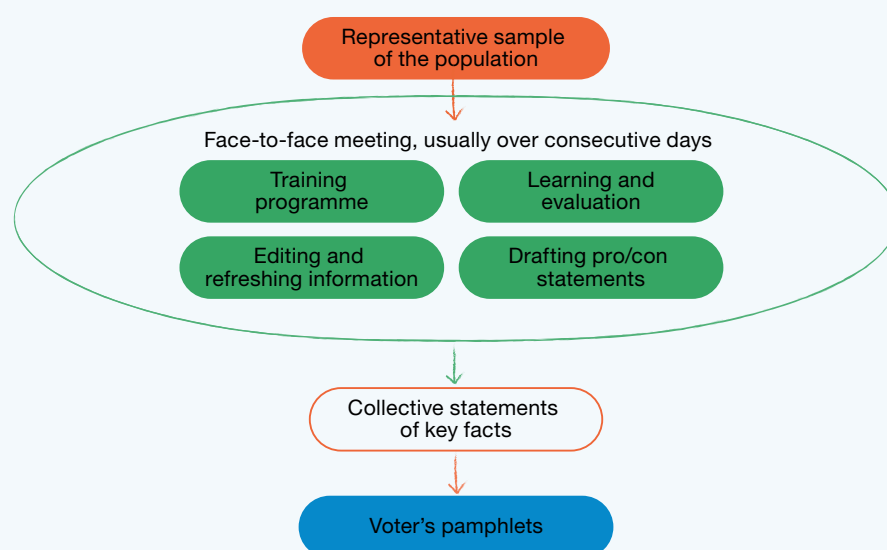 Representative sample
of the population
Face-to-face meeting, usually over consecutive days
Training
programme
Learning and
evaluation
Editing and
refreshing information
Drafting pro/con
statements
Collective statements
of key facts
Voter’s pamphlets